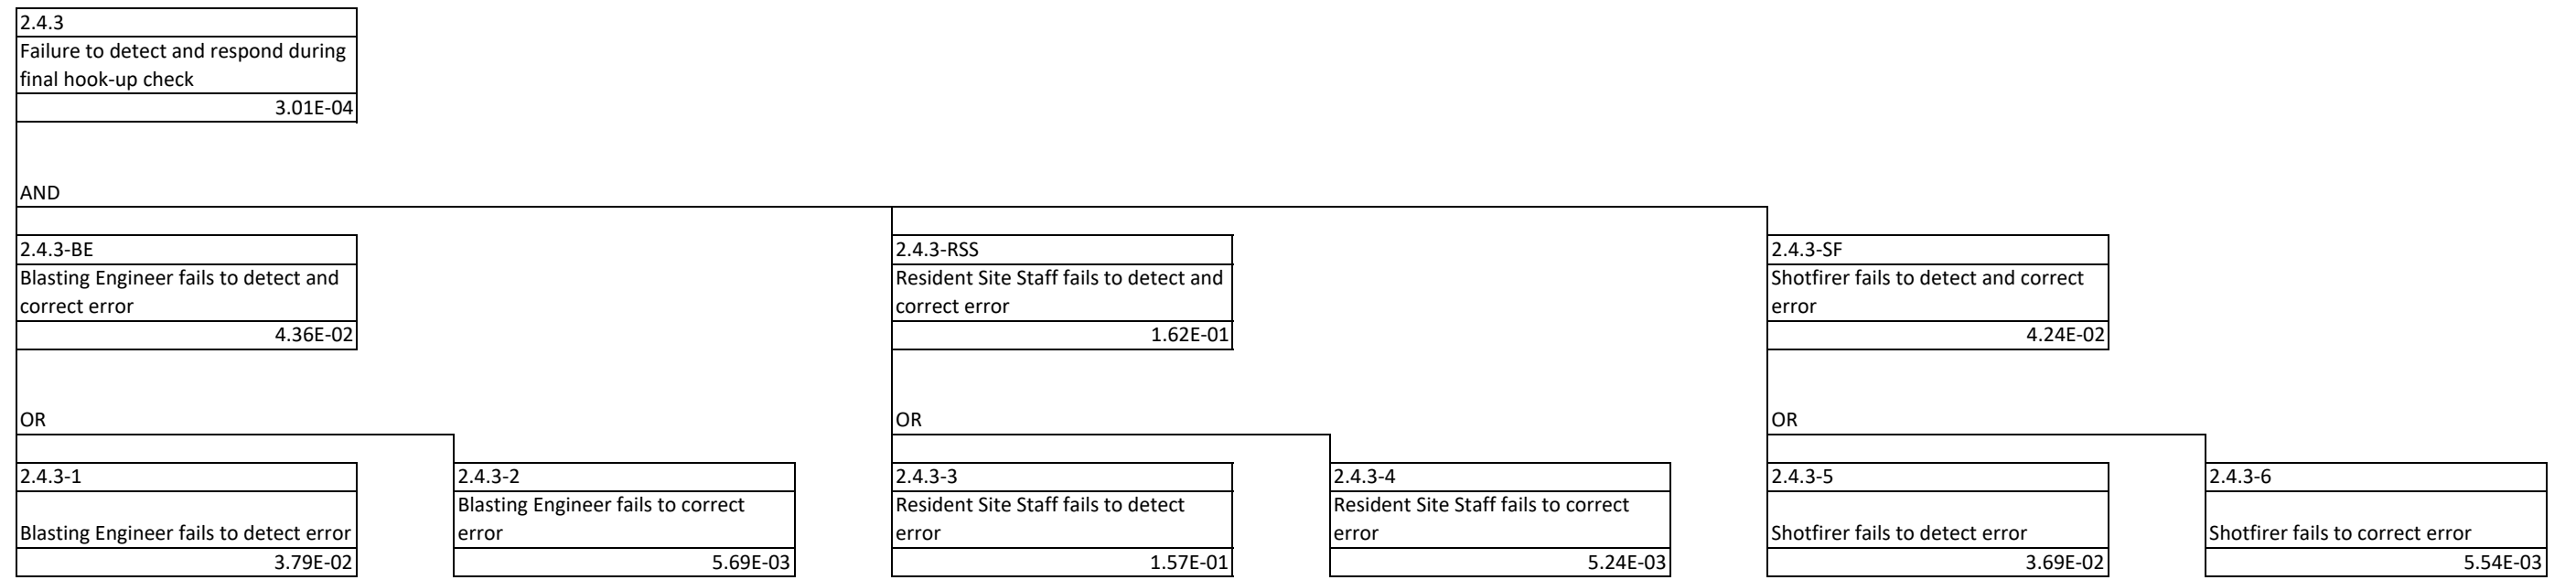 2.4.3
Failure to detect and respond during
final hook-up check
3.01E-04
AND
2.4.3-BE
Blasting Engineer fails to detect and
correct error
4.36E-02
2.4.3-RSS
Resident Site Staff fails to detect and
correct error
1.62E-01
2.4.3-SF
Shotfirer fails to detect and correct
error
4.24E-02
OR
OR
OR
2.4.3-1
Blasting Engineer fails to detect error
3.79E-02
2.4.3-2
Blasting Engineer fails to correct
error
5.69E-03
2.4.3-3
Resident Site Staff fails to detect
error
1.57E-01
2.4.3-4
Resident Site Staff fails to correct
error
5.24E-03
2.4.3-5
Shotfirer fails to detect error
3.69E-02
2.4.3-6
Shotfirer fails to correct error
5.54E-03